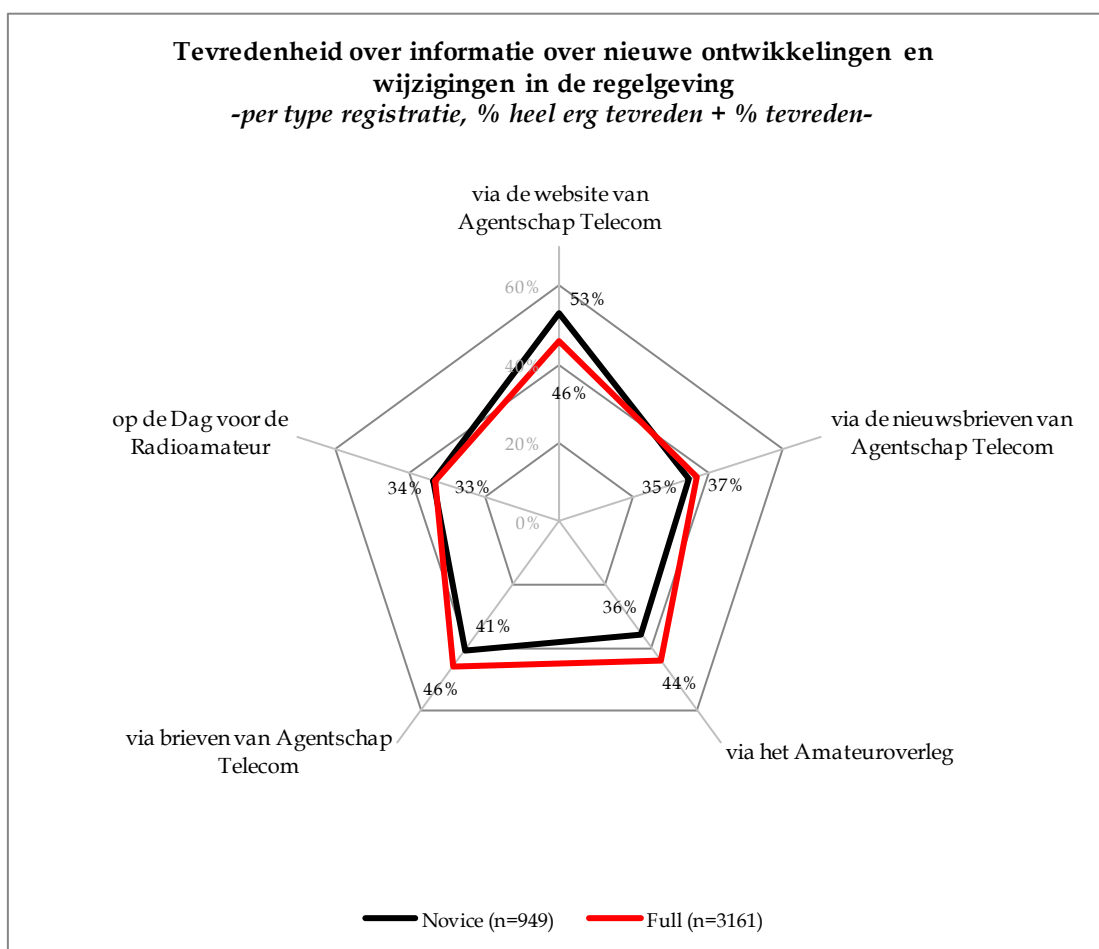 Tevredenheid over informatie over nieuwe ontwikkelingen en
wijzigingen in de regelgeving
-per type registratie, % heel erg tevreden + % tevreden-
via de website van
Agentschap Telecom
60%
53%
40%
46%
op de Dag voor de
Radioamateur
via de nieuwsbrieven van
Agentschap Telecom
20%
34%
33%
35%
37%
0%
36%
41%
46%
44%
via brieven van Agentschap
Telecom
via het Amateuroverleg
Novice (n=949)
Full (n=3161)